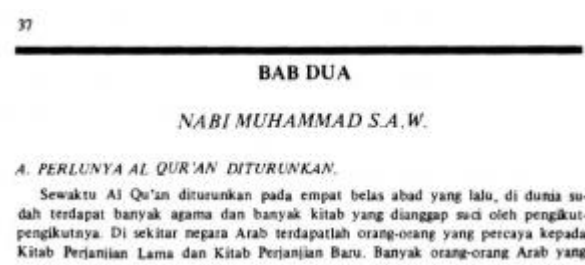 37
BAB DUA
NABI MUHAMMAD S.A.W.
A. PERLUNYA AL QUR'AN DITURUNKAN.
Sewaktu Al Qu'an diturunkan pada empat belas abad yang lalu, di dunia su-
dah terdapat banyak agama dan banyak kitab yang dianggap suci oleh pengikut-
pengikutnya. Di sekitar negara Arab terdapatlah orang-orang yang percaya kepada
Kitab Perjanjian Lama dan Kitab Perjanjian Baru. Banyak orang-orang Arab yang